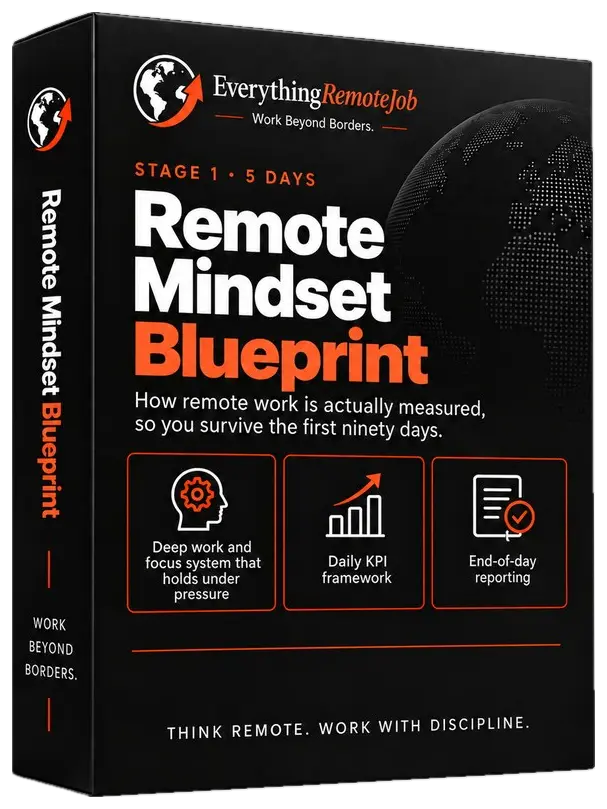 EverythingRemoteJob
Work Beyond Borders.
STAGE 1 • 5 DAYS
Remote
Mindset
Blueprint
How remote work is actually measured,
so you survive the first ninety days.
Deep work and
focus system that
holds under
pressure
Daily KPI
framework
End-of-day
reporting
THINK REMOTE. WORK WITH DISCIPLINE.
Remote Mindset Blueprint
WORK
BEYOND
BORDERS.